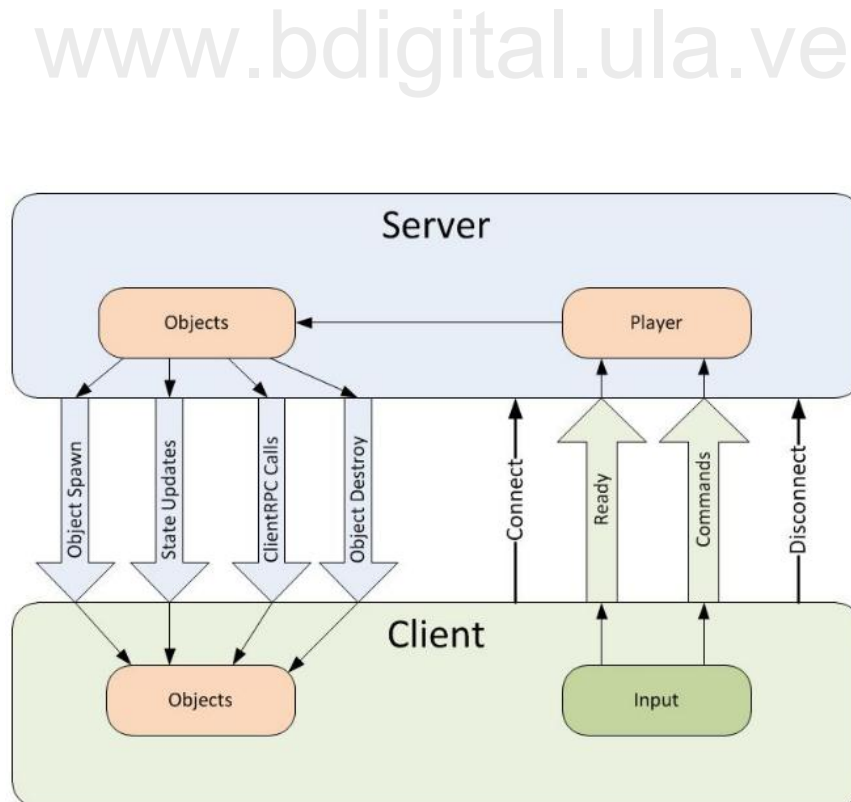 www.bdigital.ula.ve
Server
Objects
Player
Object Spawn
State Updates
ClientRPC Calls
Object Destroy
Connect
Ready
Commands
Disconnect
Client
Objects
Input